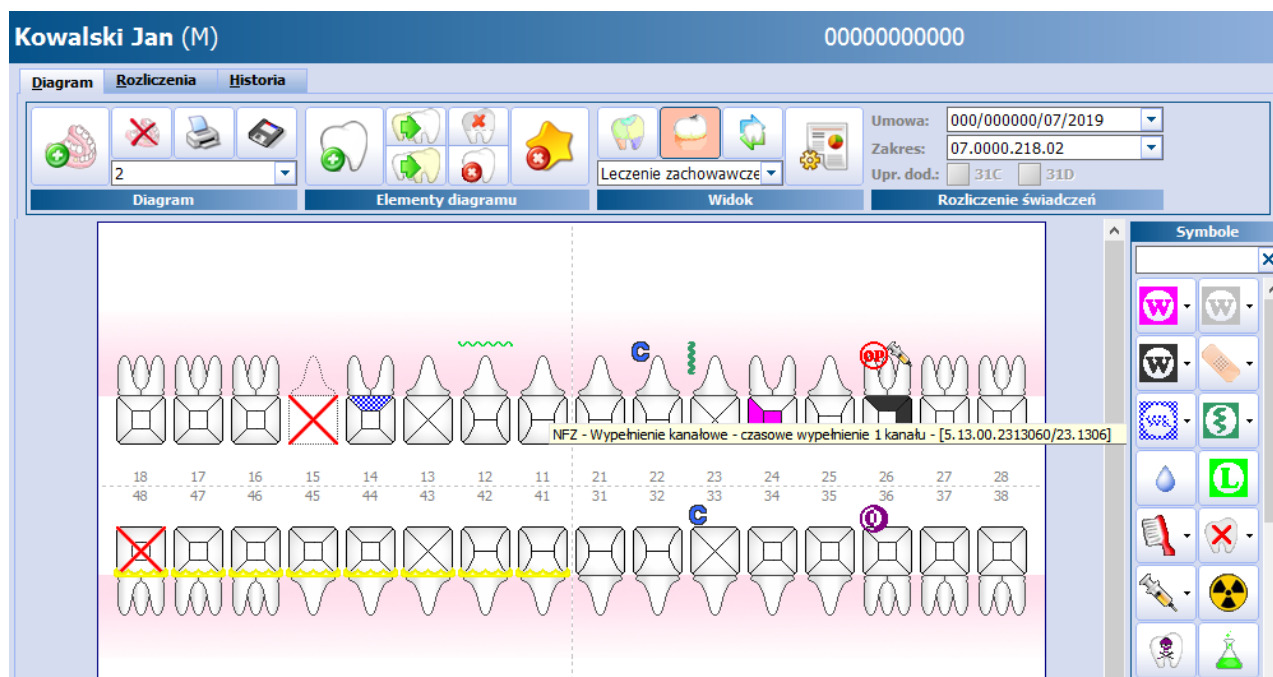 Kowalski Jan (M) 00000000000
Diagram Rozliczenia Historia
Umowa: 000/000000/07/2019
Zakres: 07.0000.218.02
2 Leczenie zachowawcze Upr. dod.: 31C 31D
Diagram Elementy diagramu Widok Rozliczenie świadczeń
Symbole
W W
C OP
W
NFZ - Wypełnienie kanałowe - czasowe wypełnienie 1 kanału - [5.13.00.2313060/23.1306]
18 17 16 15 14 13 12 11 21 22 23 24 25 26 27 28
48 47 46 45 44 43 42 41 31 32 33 34 35 36 37 38
L
C O